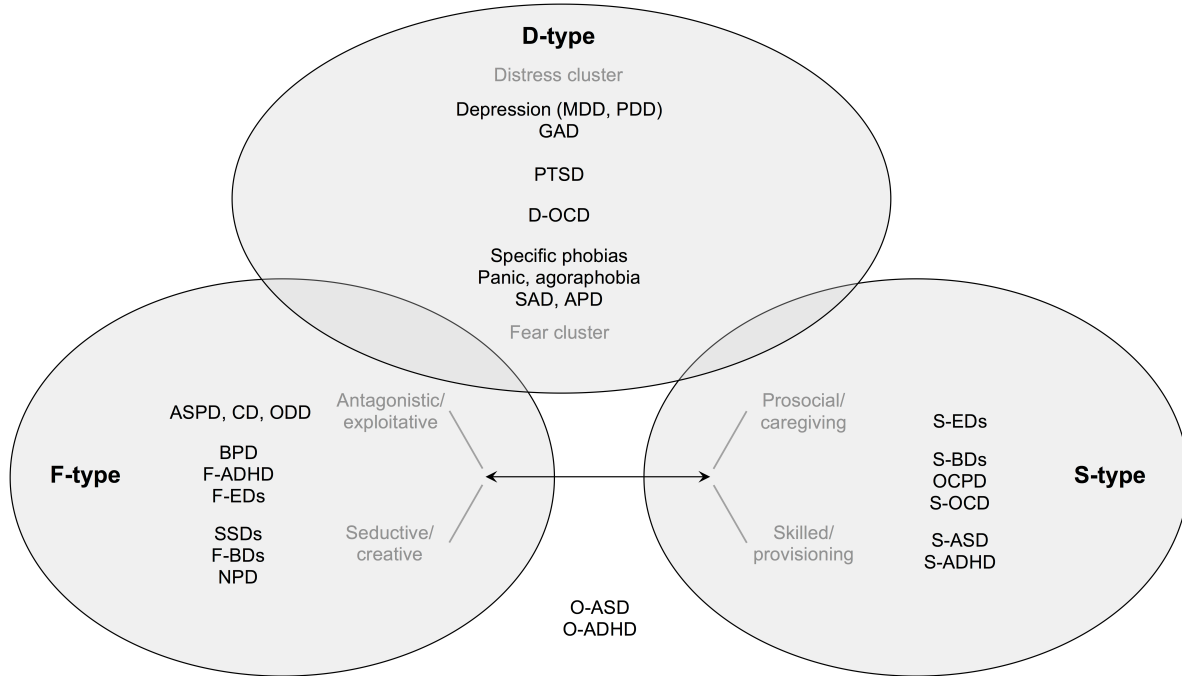 D-type
Distress cluster
Depression (MDD, PDD)
GAD
PTSD
D-OCD
Specific phobias
Panic, agoraphobia
SAD, APD
Fear cluster
F-type
ASPD, CD, ODD
BPD
F-ADHD
F-EDs
SSDs
F-BDs
NPD
Antagonistic/
exploitative
Seductive/
creative
Prosocial/
caregiving
Skilled/
provisioning
S-EDs
S-BDs
OCPD
S-OCD
S-ASD
S-ADHD
S-type
O-ASD
O-ADHD